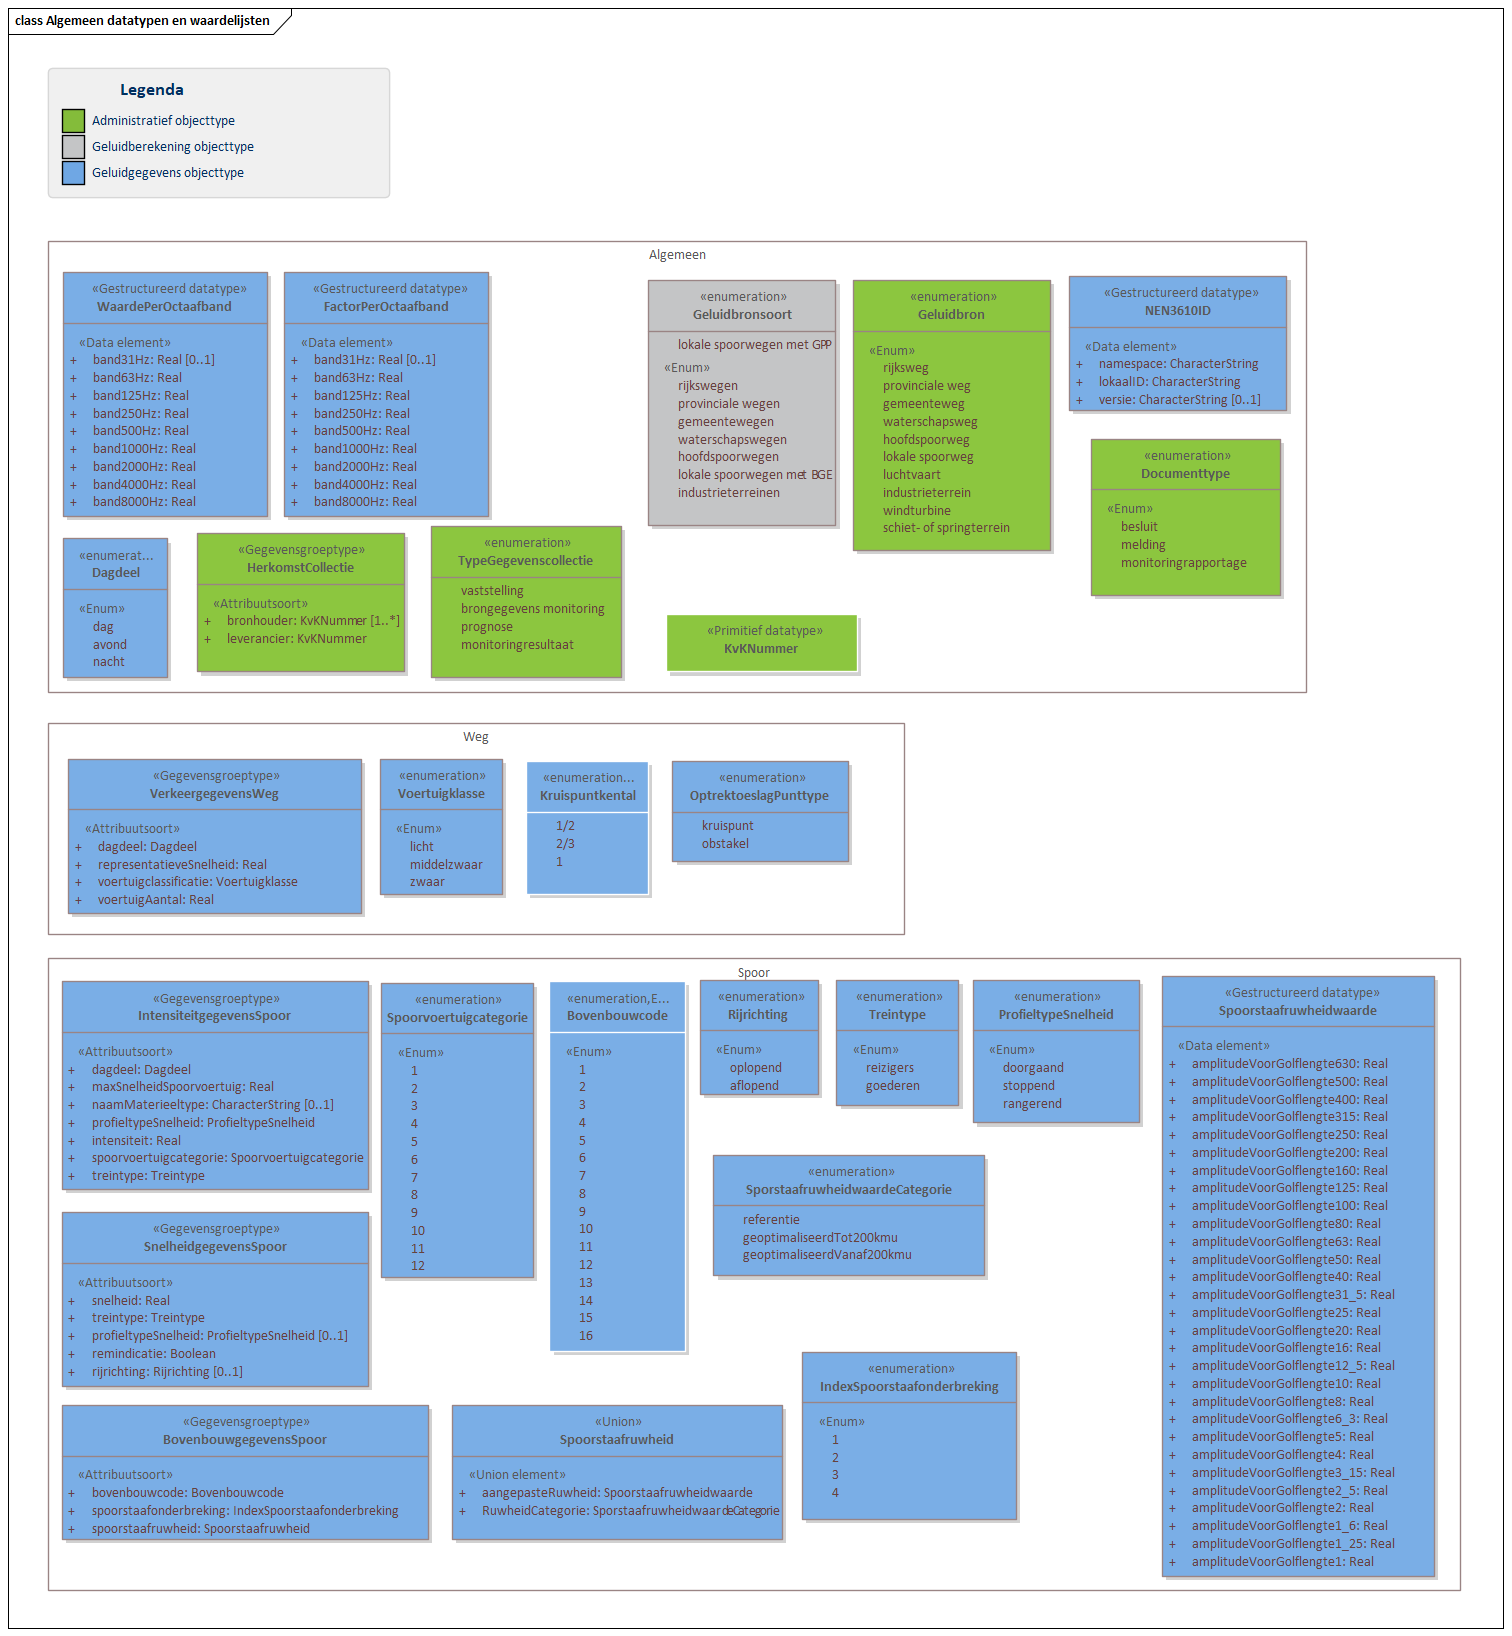 class Algemeen datatypen en waardelijsten
Legenda
Administratief objecttype
Geluidberekening objecttype
Geluidgegevens objecttype
Algemeen
«Gestructureerd datatype»
WaardePerOctaafband
«Data element»
+ band31Hz: Real [0..1]
+ band63Hz: Real
+ band125Hz: Real
+ band250Hz: Real
+ band500Hz: Real
+ band1000Hz: Real
+ band2000Hz: Real
+ band4000Hz: Real
+ band8000Hz: Real
«Gestructureerd datatype»
FactorPerOctaafband
«Data element»
+ band31Hz: Real [0..1]
+ band63Hz: Real
+ band125Hz: Real
+ band250Hz: Real
+ band500Hz: Real
+ band1000Hz: Real
+ band2000Hz: Real
+ band4000Hz: Real
+ band8000Hz: Real
«enumeration»
Geluidbronsoort
lokale spoorwegen met GPP
«Enum»
rijkswegen
provinciale wegen
gemeentewegen
waterschapswegen
hoofdspoorwegen
lokale spoorwegen met BGE
industrieterreinen
«enumeration»
Geluidbron
«Enum»
rijksweg
provinciale weg
gemeenteweg
waterschapsweg
hoofdspoorweg
lokale spoorweg
luchtvaart
industrieterrein
windturbine
schiet- of springterrein
«Gestructureerd datatype»
NEN3610ID
«Data element»
+ namespace: CharacterString
+ lokaalID: CharacterString
+ versie: CharacterString [0..1]
«enumeration»
Documenttype
«Enum»
besluit
melding
monitoringrapportage
«enumerat...
Dagdeel
«Enum»
dag
avond
nacht
«Gegevensgroeptype»
HerkomstCollectie
«Attribuutsoort»
+ bronhouder: KvKNummer [1..*]
+ leverancier: KvKNummer
«enumeration»
TypeGegevenscollectie
vaststelling
brongegevens monitoring
prognose
monitoringresultaat
«Primitief datatype»
KvKNummer
Weg
«Gegevensgroeptype»
VerkeergegevensWeg
«Attribuutsoort»
+ dagdeel: Dagdeel
+ representatieveSnelheid: Real
+ voertuigclassificatie: Voertuigklasse
+ voertuigAantal: Real
«enumeration»
Voertuigklasse
«Enum»
licht
middelzwaar
zwaar
«enumeration...
Kruispuntkental
1/2
2/3
1
«enumeration»
OptrektoeslagPunttype
kruispunt
obstakel
Spoor
«Gegevensgroeptype»
IntensiteitgegevensSpoor
«Attribuutsoort»
+ dagdeel: Dagdeel
+ maxSnelheidSpoorvoertuig: Real
+ naamMaterieeltype: CharacterString [0..1]
+ profieltypeSnelheid: ProfieltypeSnelheid
+ intensiteit: Real
+ spoorvoertuigcategorie: Spoorvoertuigcategorie
+ treintype: Treintype
«enumeration»
Spoorvoertuigcategorie
«Enum»
1
2
3
4
5
6
7
8
9
10
11
12
«enumeration,E...
Bovenbouwcode
«Enum»
1
2
3
4
5
6
7
8
9
10
11
12
13
14
15
16
«enumeration»
Rijrichting
«Enum»
oplopend
aflopend
«enumeration»
Treintype
«Enum»
reizigers
goederen
«enumeration»
ProfieltypeSnelheid
«Enum»
doorgaand
stoppend
rangerend
«Gestructureerd datatype»
Spoorstaafruwheidwaarde
«Data element»
+ amplitudeVoorGolflengte630: Real
+ amplitudeVoorGolflengte500: Real
+ amplitudeVoorGolflengte400: Real
+ amplitudeVoorGolflengte315: Real
+ amplitudeVoorGolflengte250: Real
+ amplitudeVoorGolflengte200: Real
+ amplitudeVoorGolflengte160: Real
+ amplitudeVoorGolflengte125: Real
+ amplitudeVoorGolflengte100: Real
+ amplitudeVoorGolflengte80: Real
+ amplitudeVoorGolflengte63: Real
+ amplitudeVoorGolflengte50: Real
+ amplitudeVoorGolflengte40: Real
+ amplitudeVoorGolflengte31_5: Real
+ amplitudeVoorGolflengte25: Real
+ amplitudeVoorGolflengte20: Real
+ amplitudeVoorGolflengte16: Real
+ amplitudeVoorGolflengte12_5: Real
+ amplitudeVoorGolflengte10: Real
+ amplitudeVoorGolflengte8: Real
+ amplitudeVoorGolflengte6_3: Real
+ amplitudeVoorGolflengte5: Real
+ amplitudeVoorGolflengte4: Real
+ amplitudeVoorGolflengte3_15: Real
+ amplitudeVoorGolflengte2_5: Real
+ amplitudeVoorGolflengte2: Real
+ amplitudeVoorGolflengte1_6: Real
+ amplitudeVoorGolflengte1_25: Real
+ amplitudeVoorGolflengte1: Real
«enumeration»
SporstaafruwheidwaardeCategorie
referentie
geoptimaliseerdTot200kmu
geoptimaliseerdVanaf200kmu
«Gegevensgroeptype»
SnelheidgegevensSpoor
«Attribuutsoort»
+ snelheid: Real
+ treintype: Treintype
+ profieltypeSnelheid: ProfieltypeSnelheid [0..1]
+ remindicatie: Boolean
+ rijrichting: Rijrichting [0..1]
«enumeration»
IndexSpoorstaafonderbreking
«Enum»
1
2
3
4
«Gegevensgroeptype»
BovenbouwgegevensSpoor
«Attribuutsoort»
+ bovenbouwcode: Bovenbouwcode
+ spoorstaafonderbreking: IndexSpoorstaafonderbreking
+ spoorstaafruwheid: Spoorstaafruwheid
«Union»
Spoorstaafruwheid
«Union element»
+ aangepasteRuwheid: Spoorstaafruwheidwaarde
+ RuwheidCategorie: SporstaafruwheidwaardeCategorie